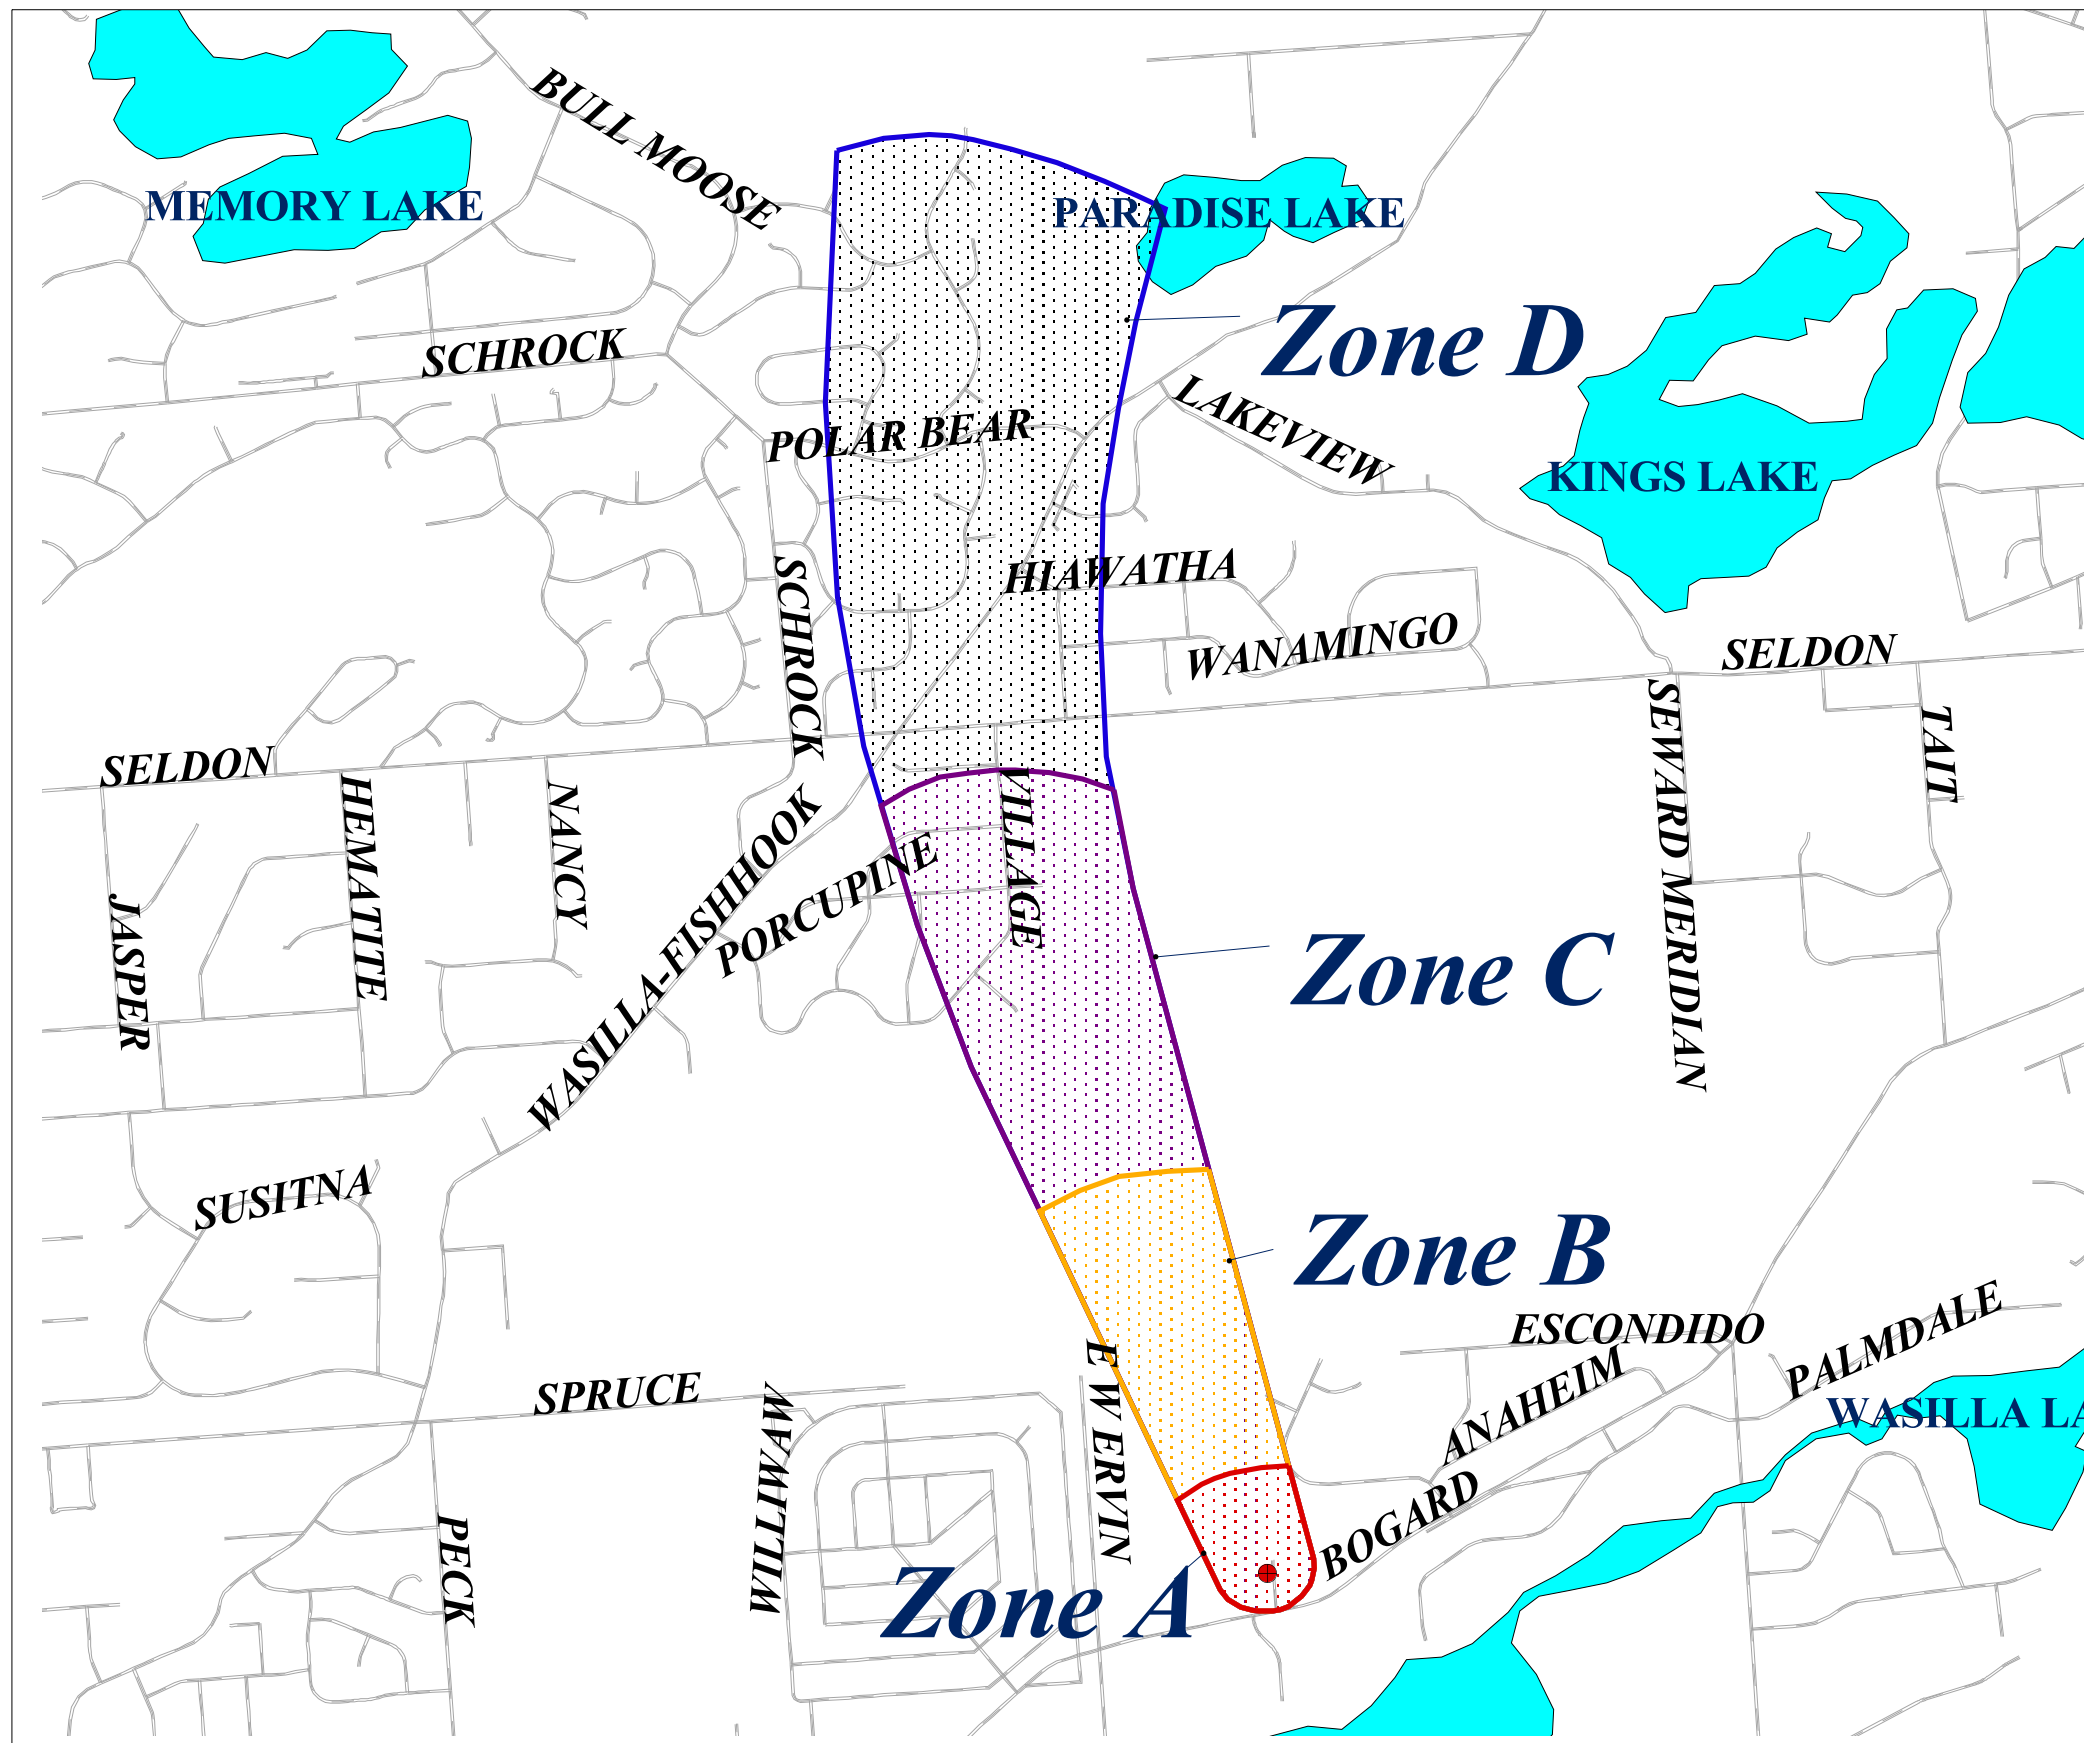 BULL MOOSE
MEMORY LAKE
PARADISE LAKE
Zone D
SCHROCK
LAKEVIEW
POLAR BEAR
KINGS LAKE
HIAWATHA
SCHROCK
WANAMINGO
SELDON
SELDON
SEWARD MERIDIAN
TAIT
HEMATITE
NANCY
VILLAGE
WASILLA-FISHHOOK
PORCUPINE
JASPER
Zone C
SUSITNA
Zone B
ESCONDIDO
PALMDALE
ANAHEIM
E W ERVIN
SPRUCE
WILLIWAW
WASILLA LA
BOGARD
PECK
Zone A